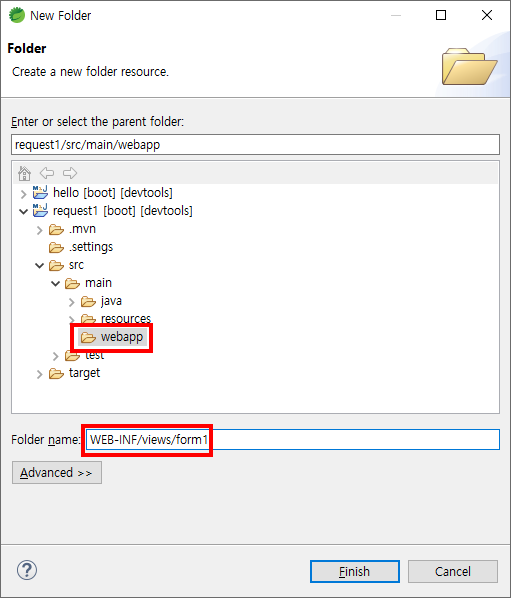 New Folder
Folder
Create a new folder resource.
Enter or select the parent folder:
request1/src/main/webapp
hello [boot] [devtools]
request1 [boot] [devtools]
.mvn
.settings
src
main
java
resources
webapp
test
target
Folder name: WEB-INF/views/form1
Advanced >>
Finish Cancel